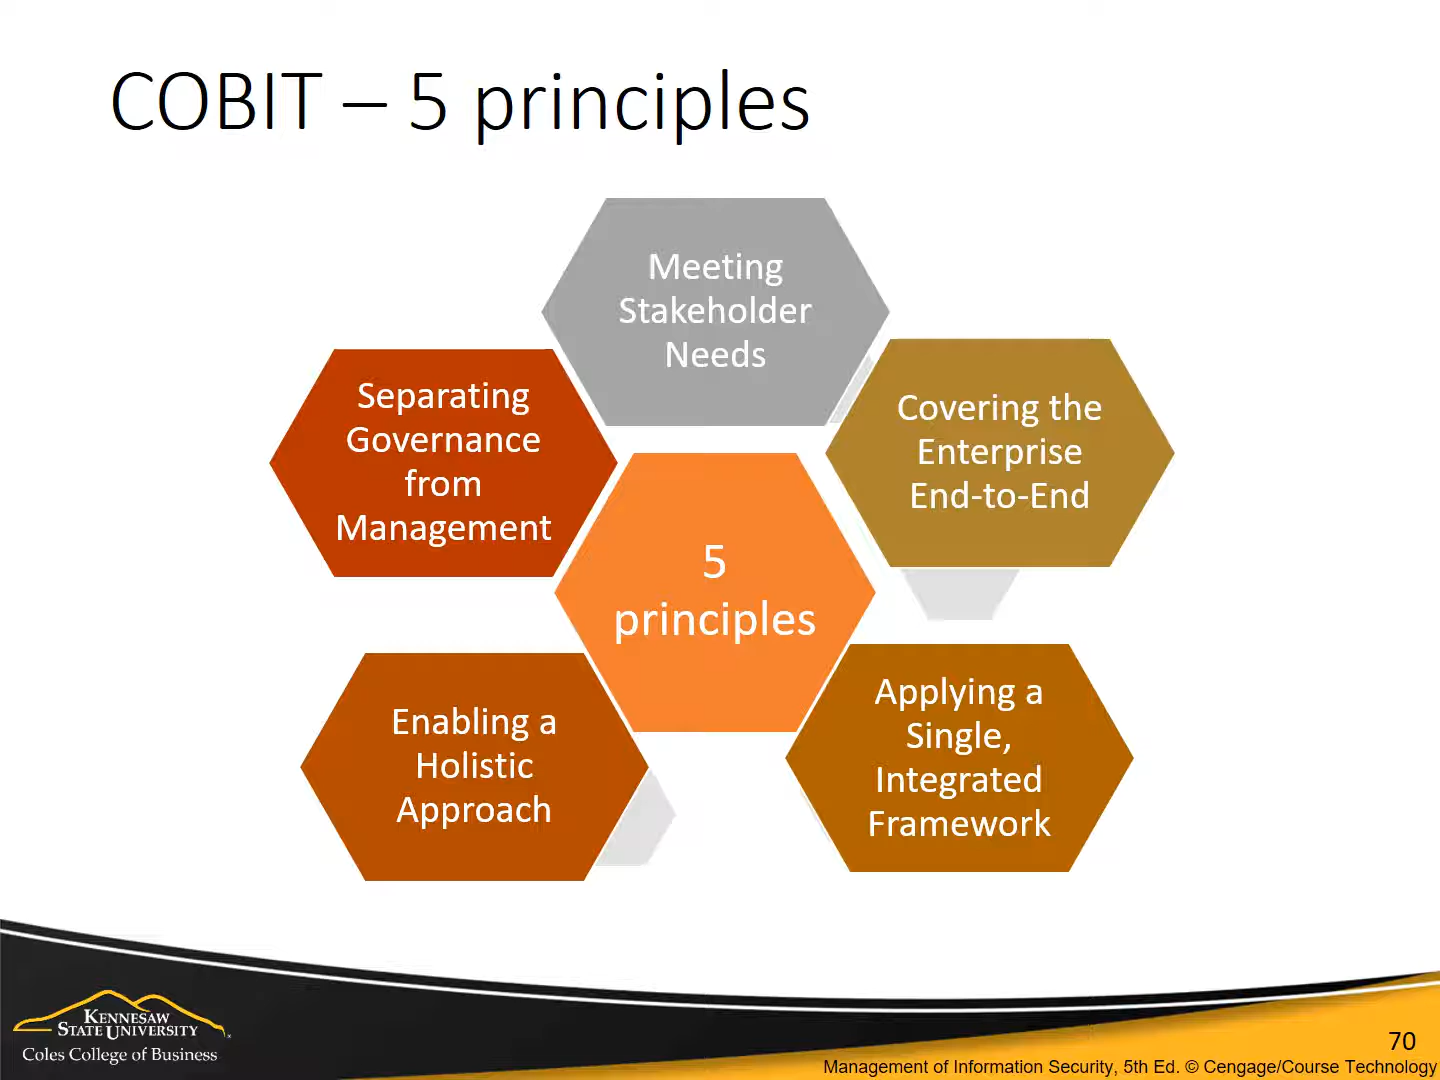 COBIT – 5 principles
Meeting
Stakeholder
Needs
Covering the
Enterprise
End-to-End
Applying a
Single,
Integrated
Framework
Enabling a
Holistic
Approach
Separating
Governance
from
Management
5
principles
KENNESAW
STATE UNIVERSITY
Coles College of Business
70
Management of Information Security, 5th Ed. © Cengage/Course Technology